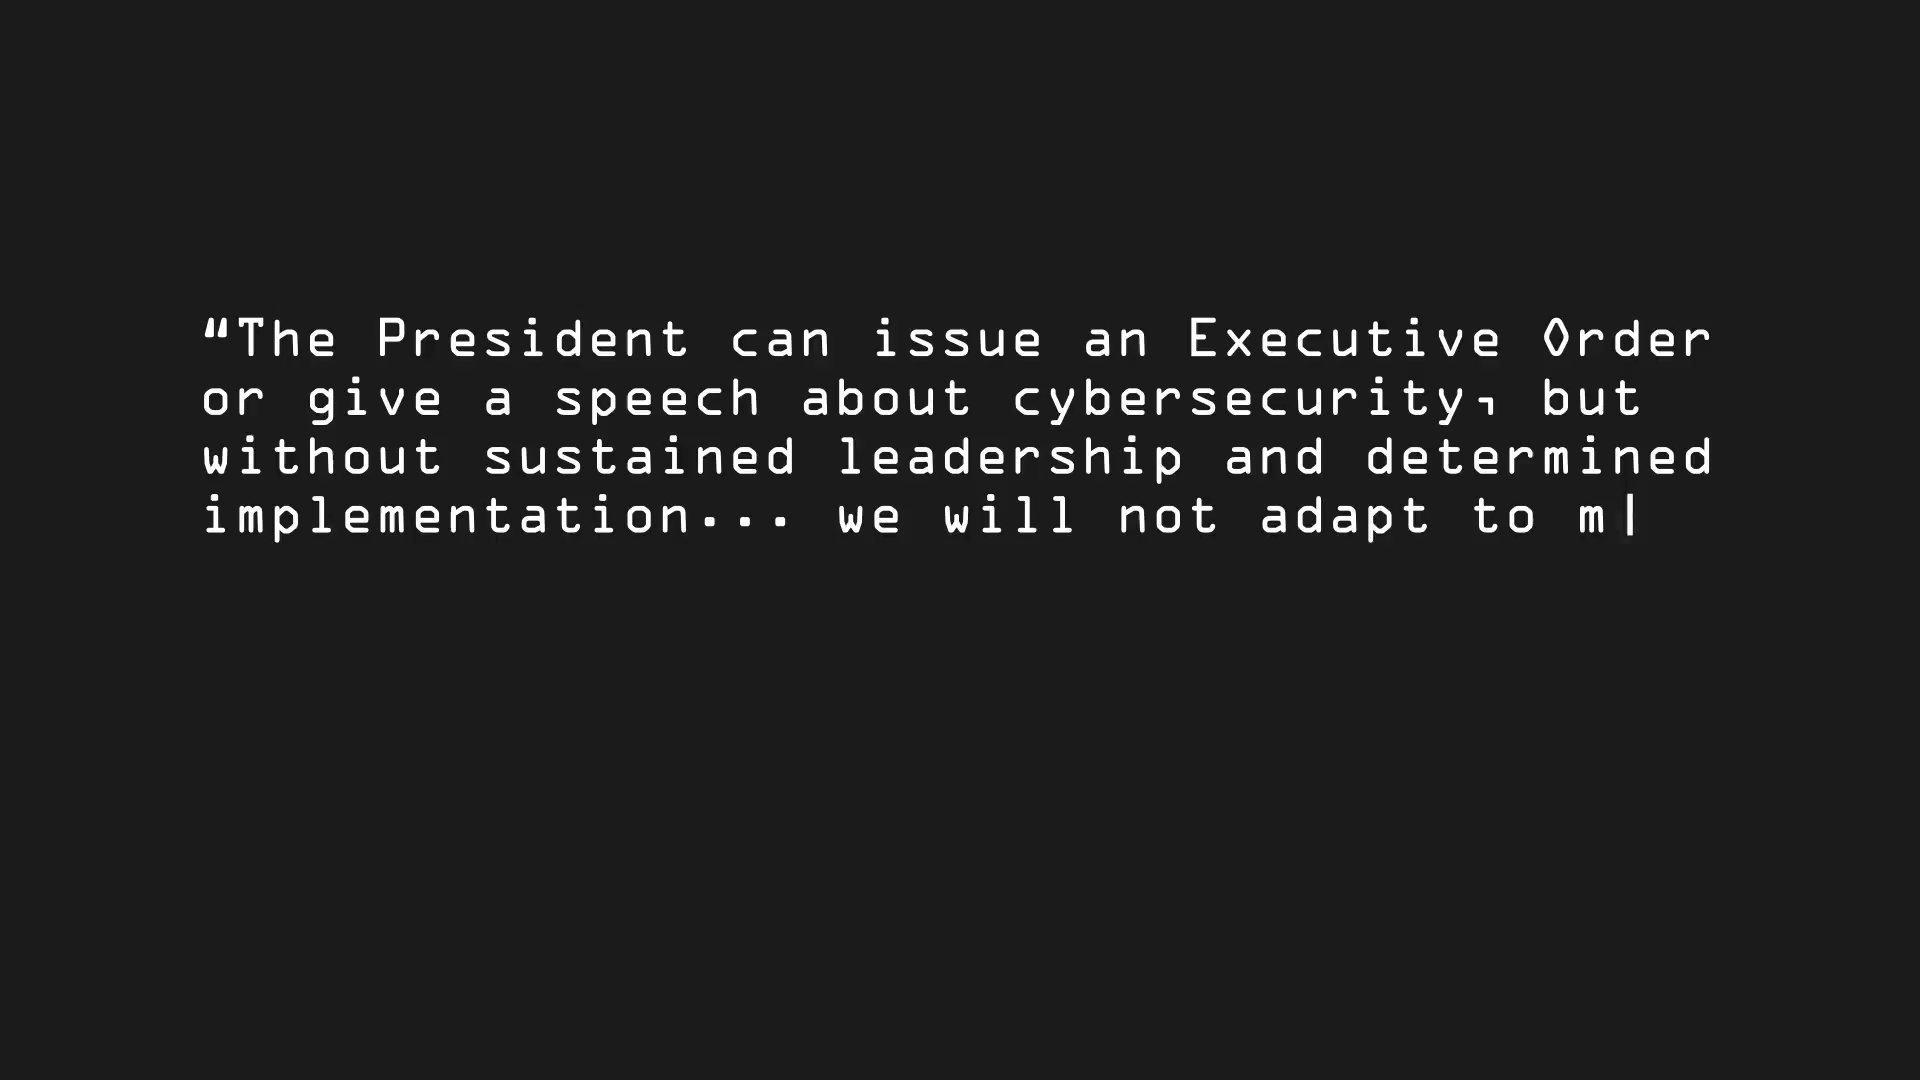 “The President can issue an Executive Order
or give a speech about cybersecurity, but
without sustained leadership and determined
implementation... we will not adapt to m|